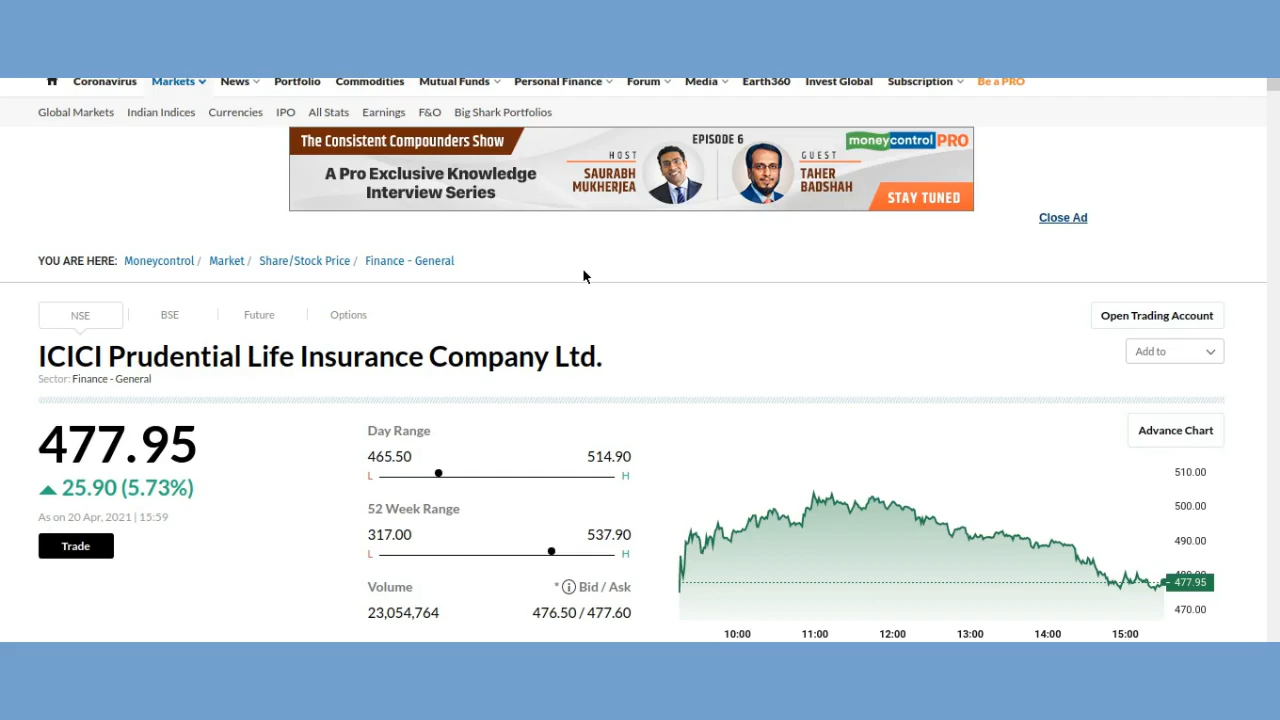 Coronavirus Markets News Portfolio Commodities Mutual Funds Personal Finance Forum Media Earth360 Invest Global Subscription Be a PRO
Global Markets Indian Indices Currencies IPO All Stats Earnings F&O Big Shark Portfolios
The Consistent Compounders Show
A Pro Exclusive Knowledge
Interview Series
EPISODE 6
HOST
SAURABH
MUKHERJEA
GUEST
TAHER
BADSHAH
moneycontrol PRO
STAY TUNED
Close Ad
YOU ARE HERE: Moneycontrol / Market / Share/Stock Price / Finance - General
NSE BSE Future Options
Open Trading Account
ICICI Prudential Life Insurance Company Ltd.
Add to
Sector: Finance - General
477.95
25.90 (5.73%)
As on 20 Apr, 2021 | 15:59
Trade
Day Range
465.50 514.90
L H
52 Week Range
317.00 537.90
L H
Volume * Bid / Ask
23,054,764 476.50 / 477.60
Advance Chart
510.00
500.00
490.00
477.95
470.00
10:00 11:00 12:00 13:00 14:00 15:00